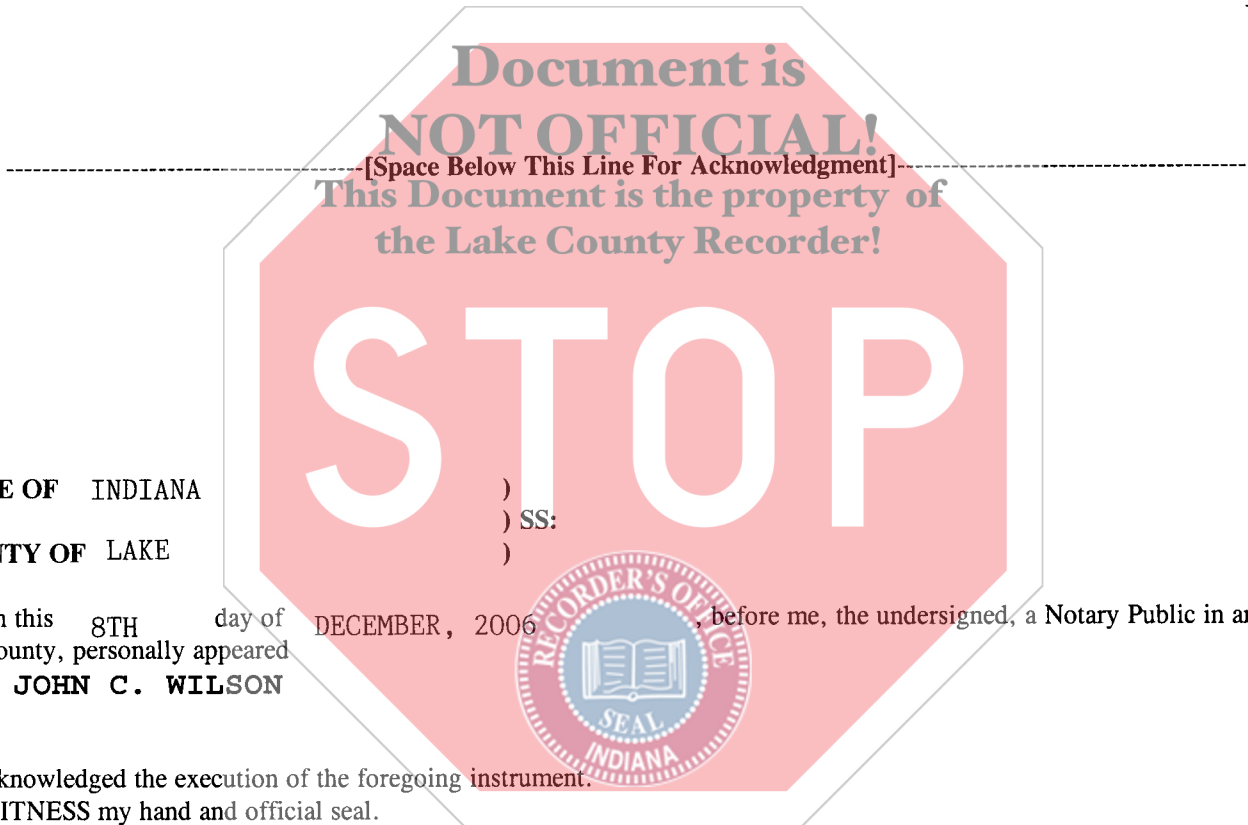 Document is
NOT OFFICIAL!
[Space Below This Line For Acknowledgment]
This Document is the property of
the Lake County Recorder!
STOP
E OF INDIANA )
) SS:
NTY OF LAKE )
n this 8TH day of DECEMBER, 2006 , before me, the undersigned, a Notary Public in an
ounty, personally appeared
JOHN C. WILSON
RECORDER'S OFFICE
SEAL
INDIANA
knowledged the execution of the foregoing instrument.
ITNESS my hand and official seal.